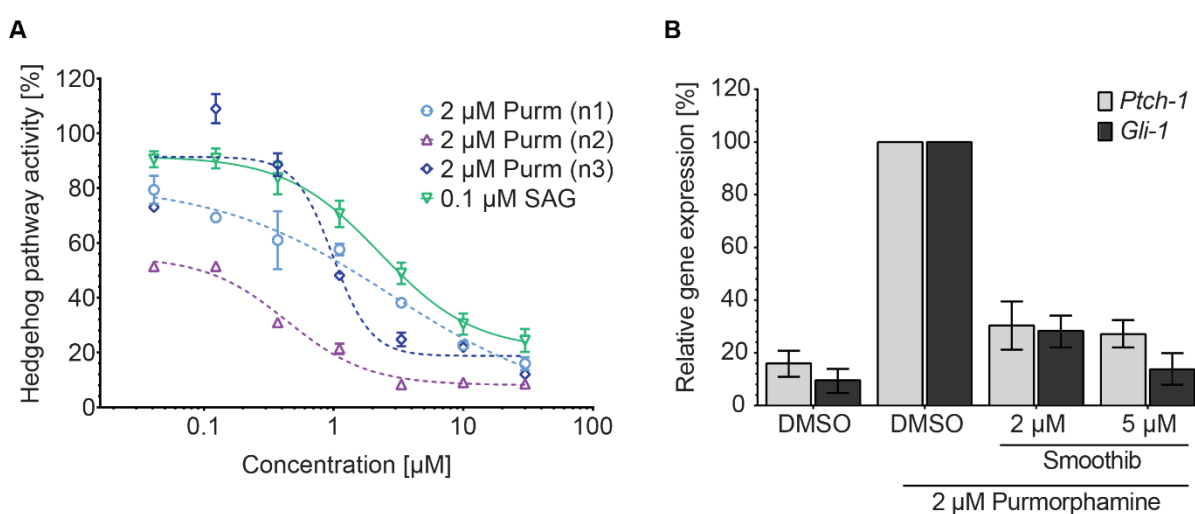 A
Hedgehog pathway activity [%]
120
100
80
60
40
20
0
0.1
1
10
100
Concentration [µM]
2 µM Purm (n1)
2 µM Purm (n2)
2 µM Purm (n3)
0.1 µM SAG
B
Relative gene expression [%]
120
100
80
60
40
20
0
Ptch-1
Gli-1
DMSO
DMSO
2 µM
5 µM
Smoothib
2 µM Purmorphamine